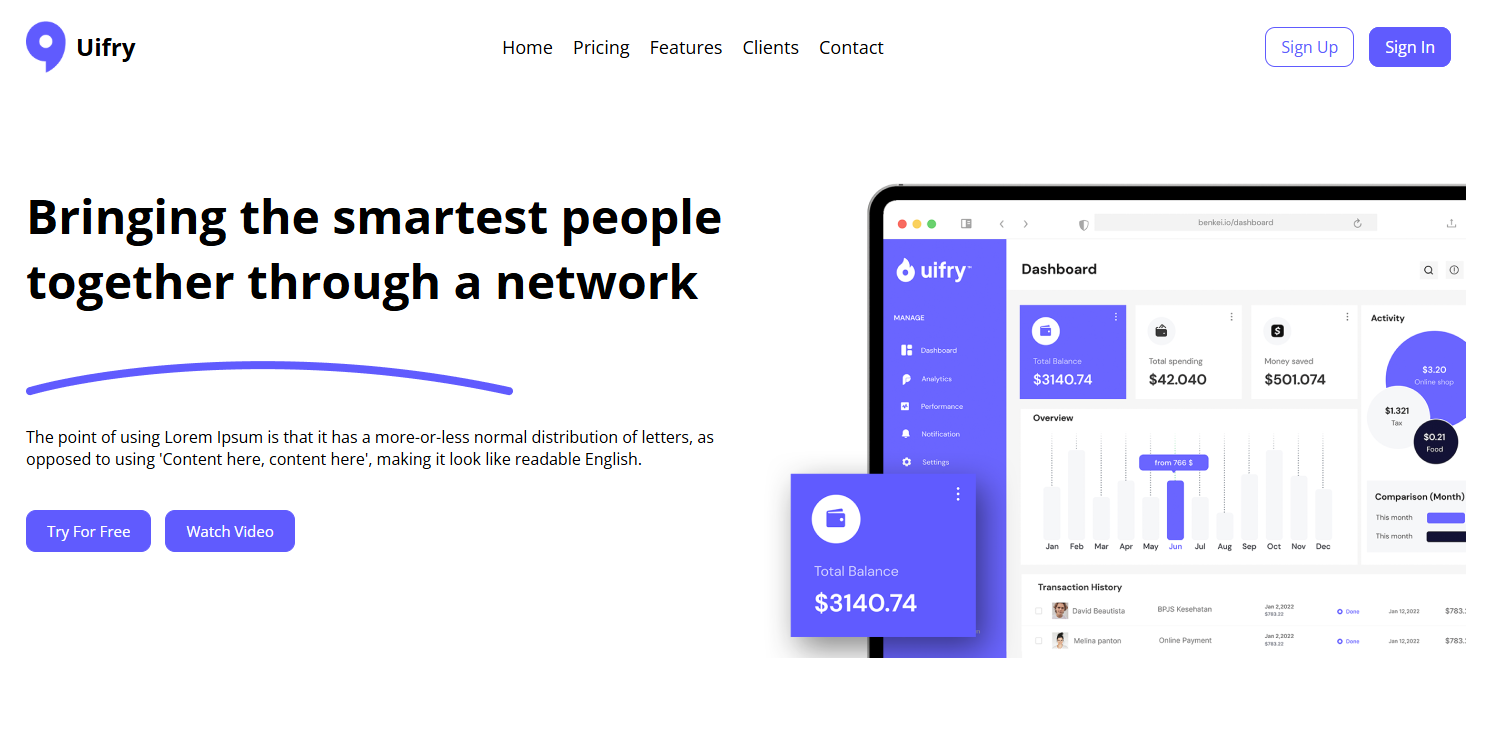 Uifry
Home Pricing Features Clients Contact
Sign Up Sign In
Bringing the smartest people
together through a network
The point of using Lorem Ipsum is that it has a more-or-less normal distribution of letters, as
opposed to using 'Content here, content here', making it look like readable English.
Try For Free Watch Video
benkei.io/dashboard
uifry™
MANAGE
Dashboard
Analytics
Performance
Notification
Settings
Dashboard
Total Balance
$3140.74
Total spending
$42.040
Money saved
$501.074
Activity
$3.20
Online shop
$1.321
Tax
$0.21
Food
Overview
from 766 $
Jan Feb Mar Apr May Jun Jul Aug Sep Oct Nov Dec
Comparison (Month)
This month
This month
Total Balance
$3140.74
Transaction History
David Beautista BPJS Kesehatan Jan 2,2022 Done Jan 12,2022 $783.
$783.22
Melina panton Online Payment Jan 2,2022 Done Jan 12,2022 $783.
$783.22